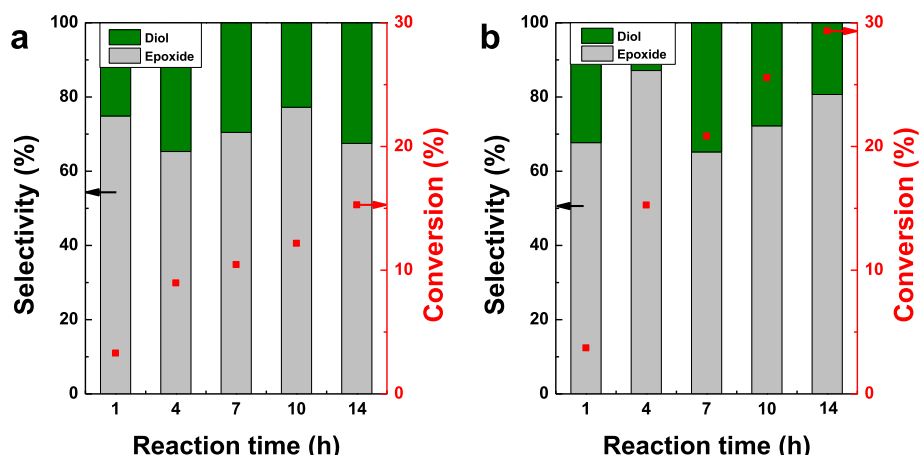 a
Diol
Epoxide
Selectivity (%)
100
80
60
40
20
0
30
20
10
0
Conversion (%)
1 4 7 10 14
Reaction time (h)
b
Diol
Epoxide
Selectivity (%)
100
80
60
40
20
0
30
20
10
0
Conversion (%)
1 4 7 10 14
Reaction time (h)